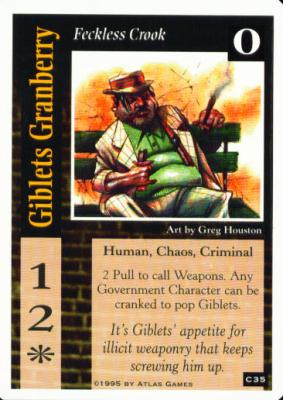 Feckless Crook
0
Giblets Granberry
Art by Greg Houston
1
2
*
Human, Chaos, Criminal
2 Pull to call Weapons. Any
Government Character can be
cranked to pop Giblets.
It's Giblets' appetite for
illicit weaponry that keeps
screwing him up.
©1995 BY ATLAS GAMES
C35